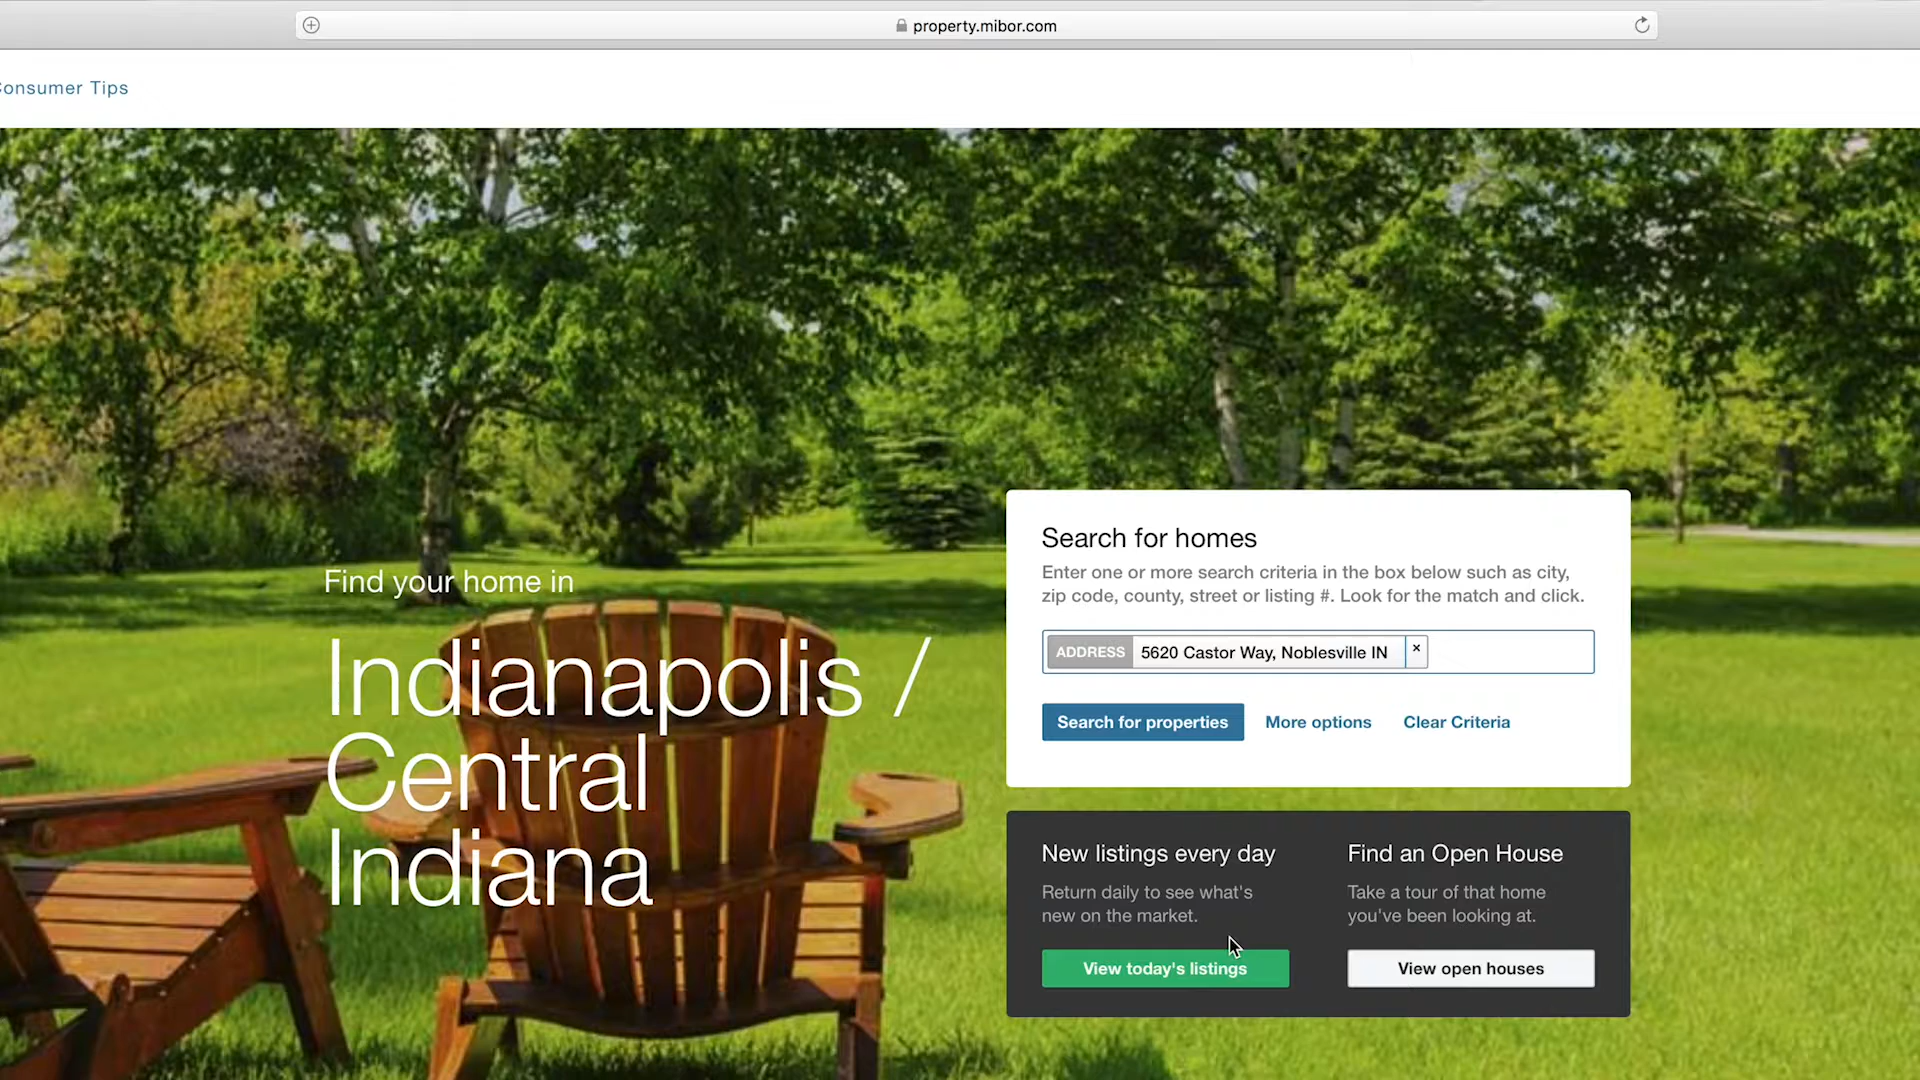 property.mibor.com
onsumer Tips
Find your home in
Indianapolis /
Central
Indiana
Search for homes
Enter one or more search criteria in the box below such as city,
zip code, county, street or listing #. Look for the match and click.
ADDRESS 5620 Castor Way, Noblesville IN ×
Search for properties More options Clear Criteria
New listings every day
Return daily to see what's
new on the market.
View today's listings
Find an Open House
Take a tour of that home
you've been looking at.
View open houses